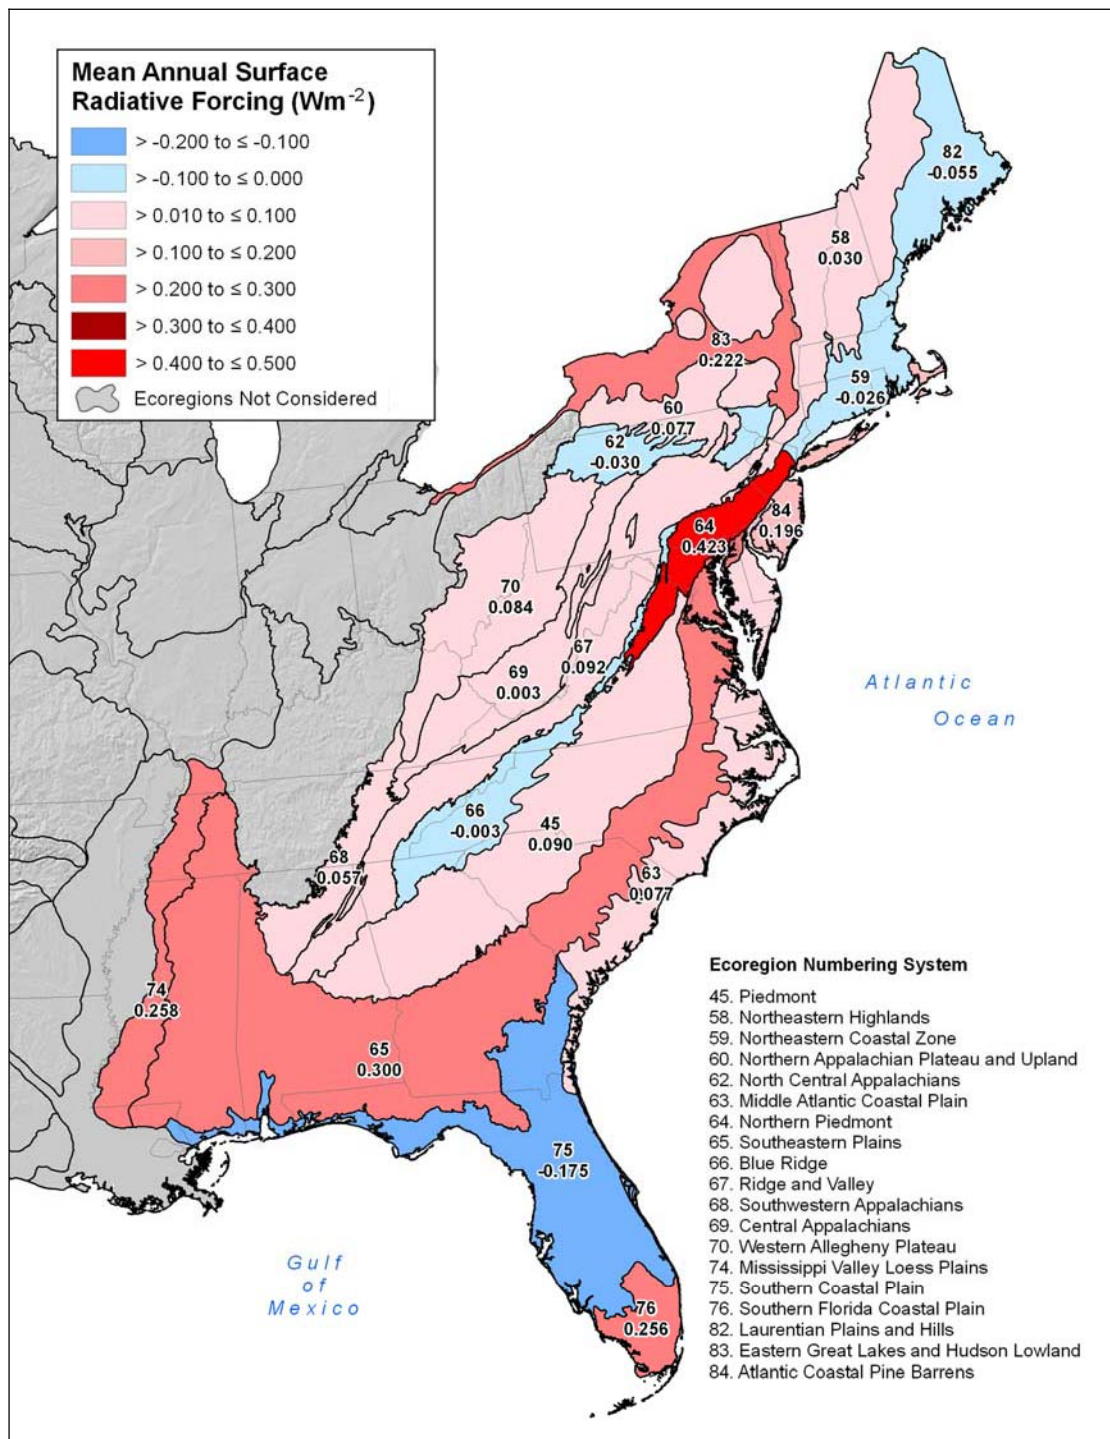 Mean Annual Surface
Radiative Forcing (Wm-2)
> -0.200 to ≤ -0.100
> -0.100 to ≤ 0.000
> 0.010 to ≤ 0.100
> 0.100 to ≤ 0.200
> 0.200 to ≤ 0.300
> 0.300 to ≤ 0.400
> 0.400 to ≤ 0.500
Ecoregions Not Considered
82
-0.055
58
0.030
83
0.222
59
-0.026
60
0.077
62
-0.030
84
0.196
64
0.423
70
0.084
67
0.092
69
0.003
Atlantic
Ocean
66
-0.003
45
0.090
68
0.057
63
0.077
74
0.258
65
0.300
75
-0.175
76
0.256
Gulf
of
Mexico
Ecoregion Numbering System
45. Piedmont
58. Northeastern Highlands
59. Northeastern Coastal Zone
60. Northern Appalachian Plateau and Upland
62. North Central Appalachians
63. Middle Atlantic Coastal Plain
64. Northern Piedmont
65. Southeastern Plains
66. Blue Ridge
67. Ridge and Valley
68. Southwestern Appalachians
69. Central Appalachians
70. Western Allegheny Plateau
74. Mississippi Valley Loess Plains
75. Southern Coastal Plain
76. Southern Florida Coastal Plain
82. Laurentian Plains and Hills
83. Eastern Great Lakes and Hudson Lowland
84. Atlantic Coastal Pine Barrens